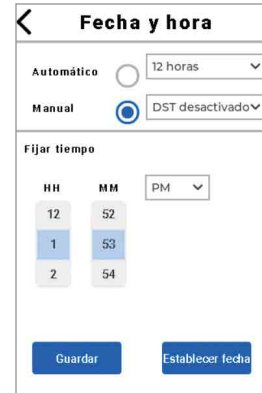 Fecha y hora
Automático
12 horas
Manual
DST desactivado
Fijar tiempo
HH MM PM
12 52
1 53
2 54
Guardar Establecer fecha